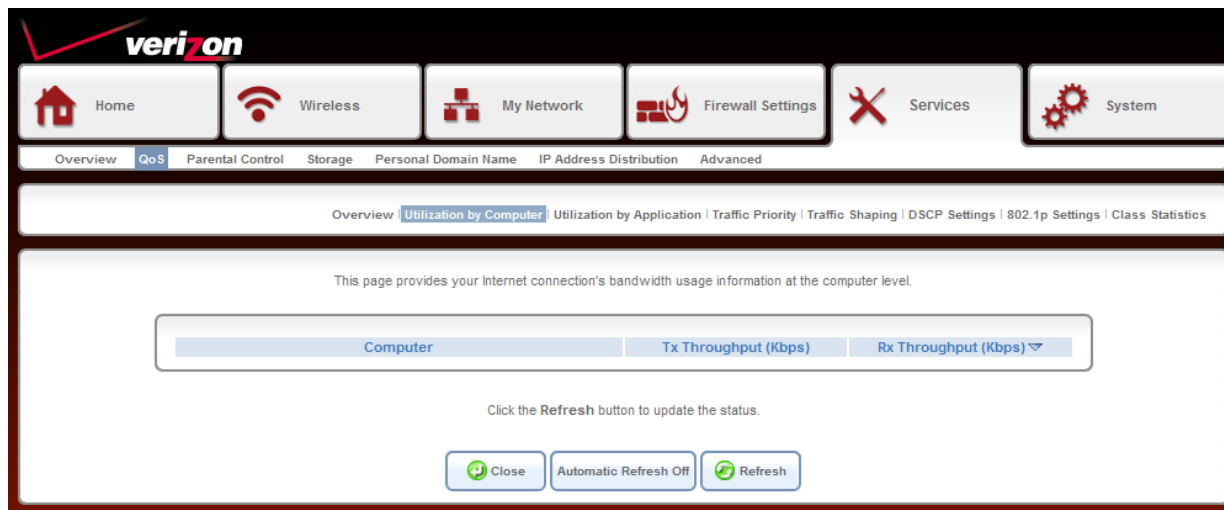 verizon
Home Wireless My Network Firewall Settings Services System
Overview QoS Parental Control Storage Personal Domain Name IP Address Distribution Advanced
Overview | Utilization by Computer | Utilization by Application | Traffic Priority | Traffic Shaping | DSCP Settings | 802.1p Settings | Class Statistics
This page provides your Internet connection's bandwidth usage information at the computer level.
Computer Tx Throughput (Kbps) Rx Throughput (Kbps)
Click the Refresh button to update the status.
Close Automatic Refresh Off Refresh